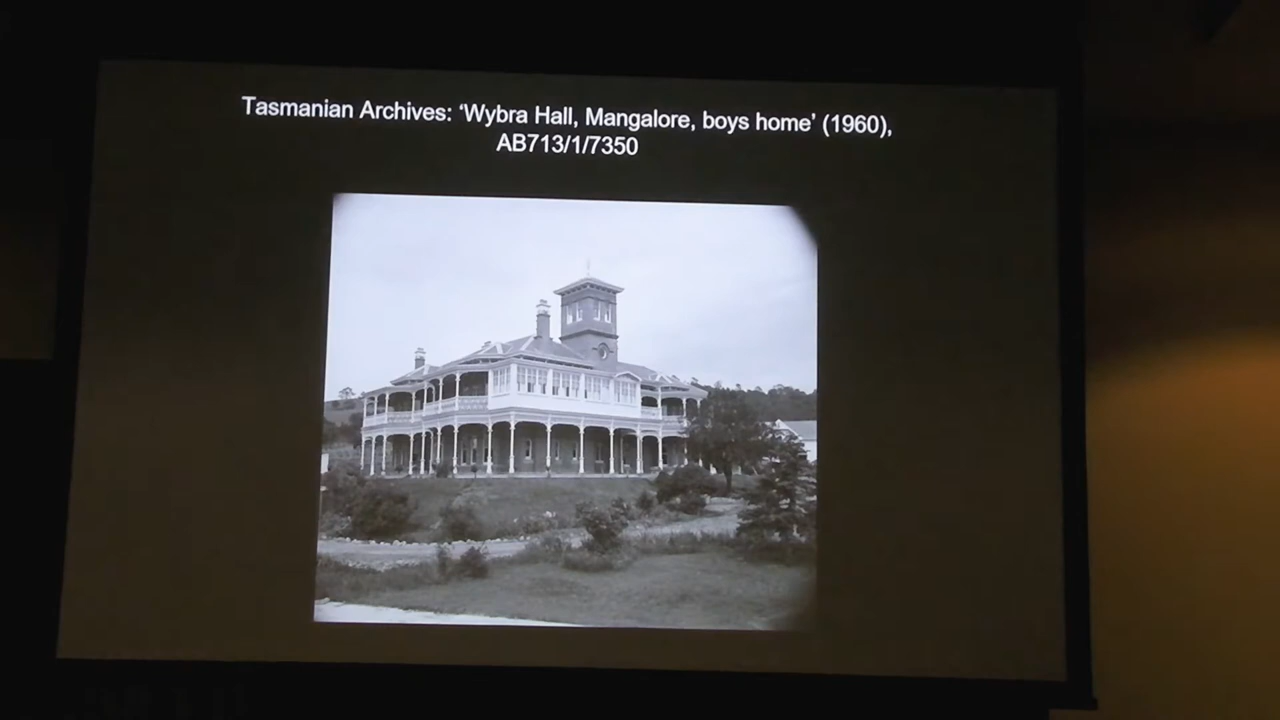 Tasmanian Archives: ‘Wybra Hall, Mangalore, boys home’ (1960),
AB713/1/7350